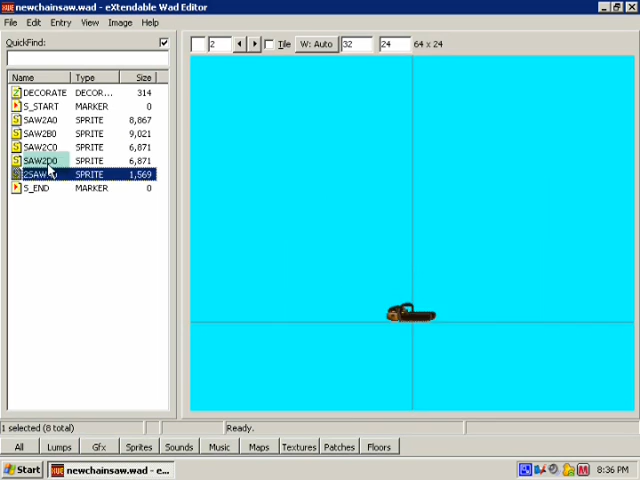 newchainsaw.wad - eXtendable Wad Editor
File Edit Entry View Image Help
QuickFind:
2 Tile W: Auto 32 24 64 x 24
Name Type Size
DECORATE DECOR... 314
S_START MARKER 0
SAW2A0 SPRITE 8,867
SAW2B0 SPRITE 9,021
SAW2C0 SPRITE 6,871
SAW2D0 SPRITE 6,871
SPRITE 1,569
S_END MARKER 0
1 selected (8 total) Ready.
All Lumps Gfx Sprites Sounds Music Maps Textures Patches Floors
Start newchainsaw.wad - e... 8:36 PM